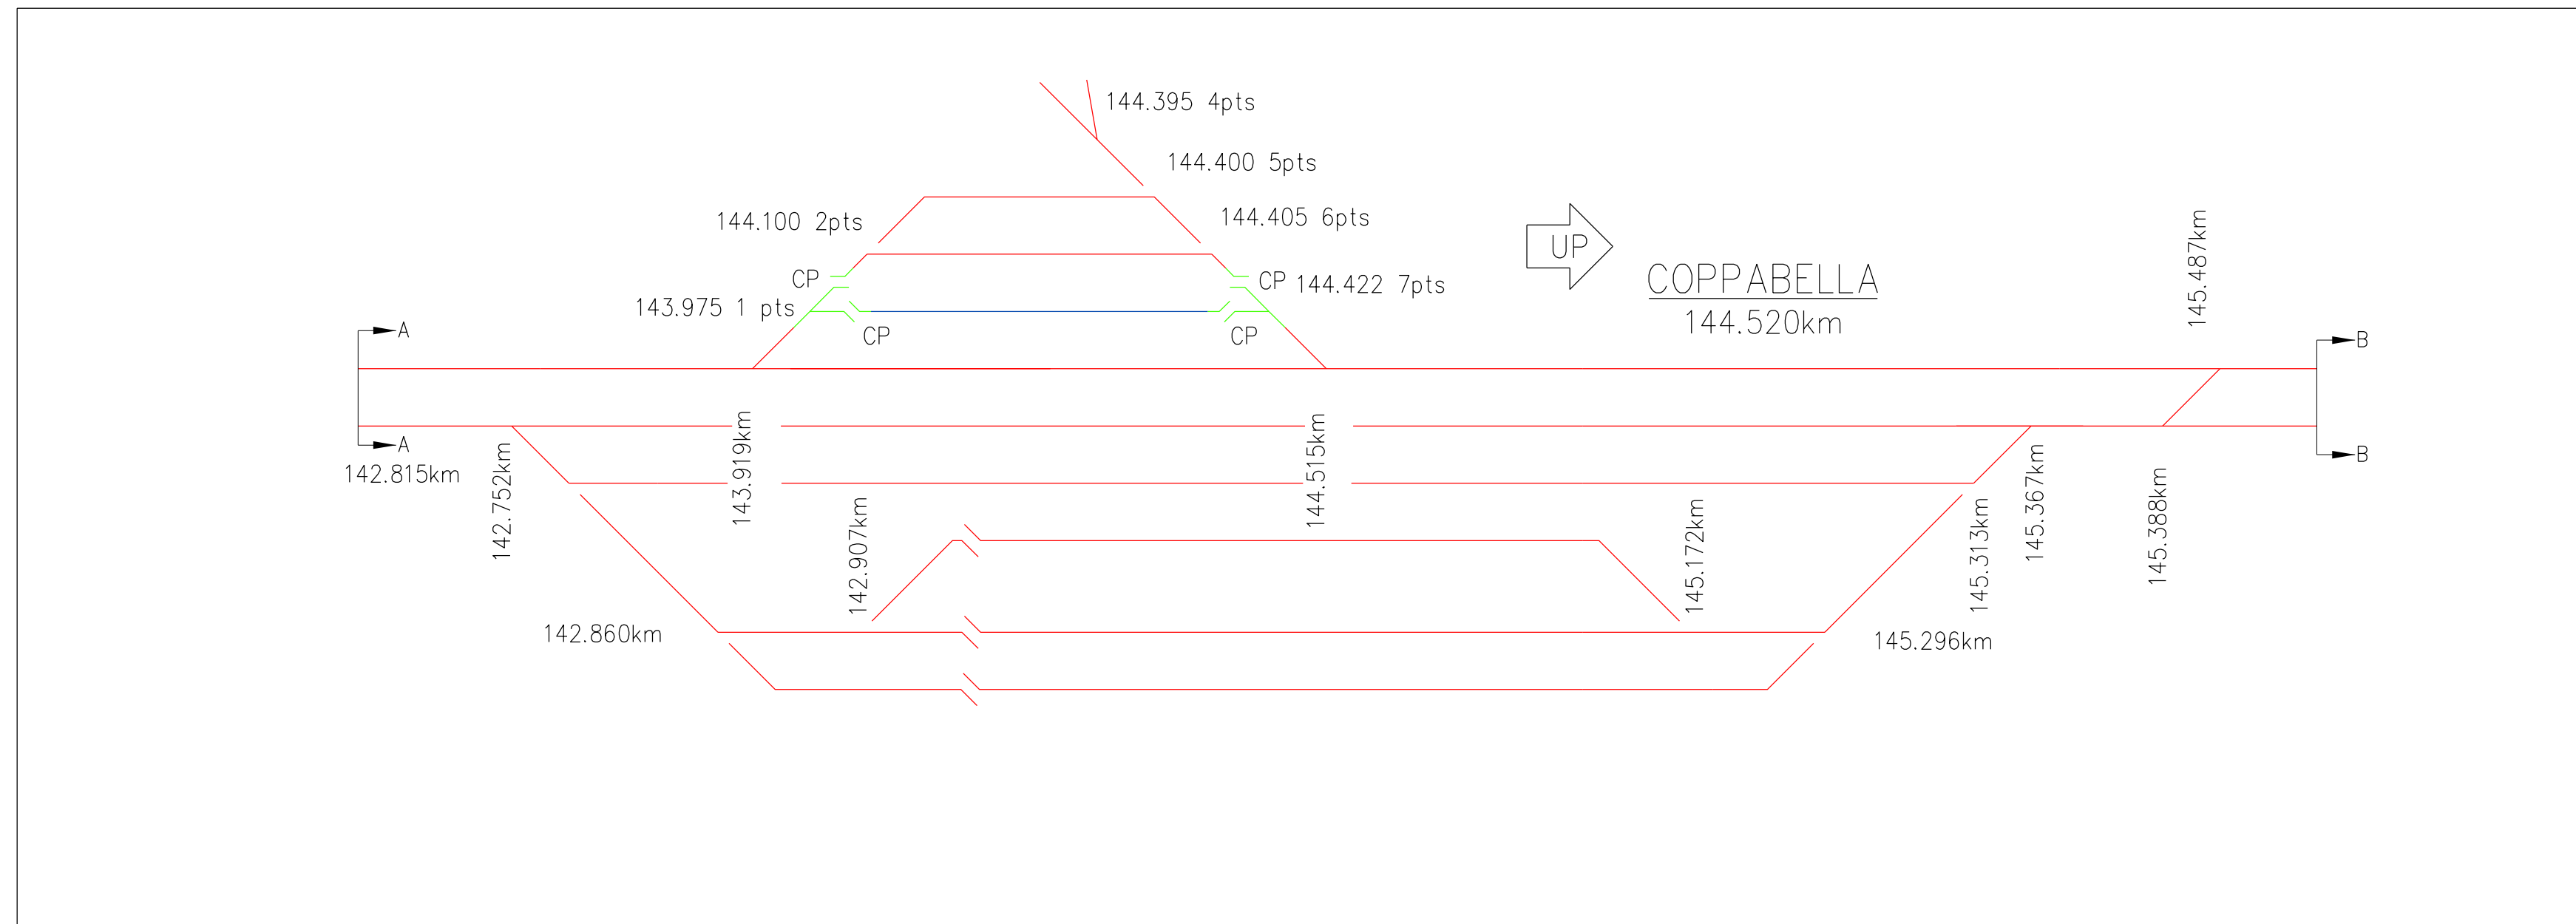 144.395 4pts
144.400 5pts
144.100 2pts
144.405 6pts
UP
COPPABELLA
144.520km
145.487km
CP
CP
144.422 7pts
143.975 1 pts
CP
CP
A
B
A
B
142.815km
142.752km
143.919km
144.515km
145.367km
145.388km
142.907km
145.172km
145.313km
142.860km
145.296km